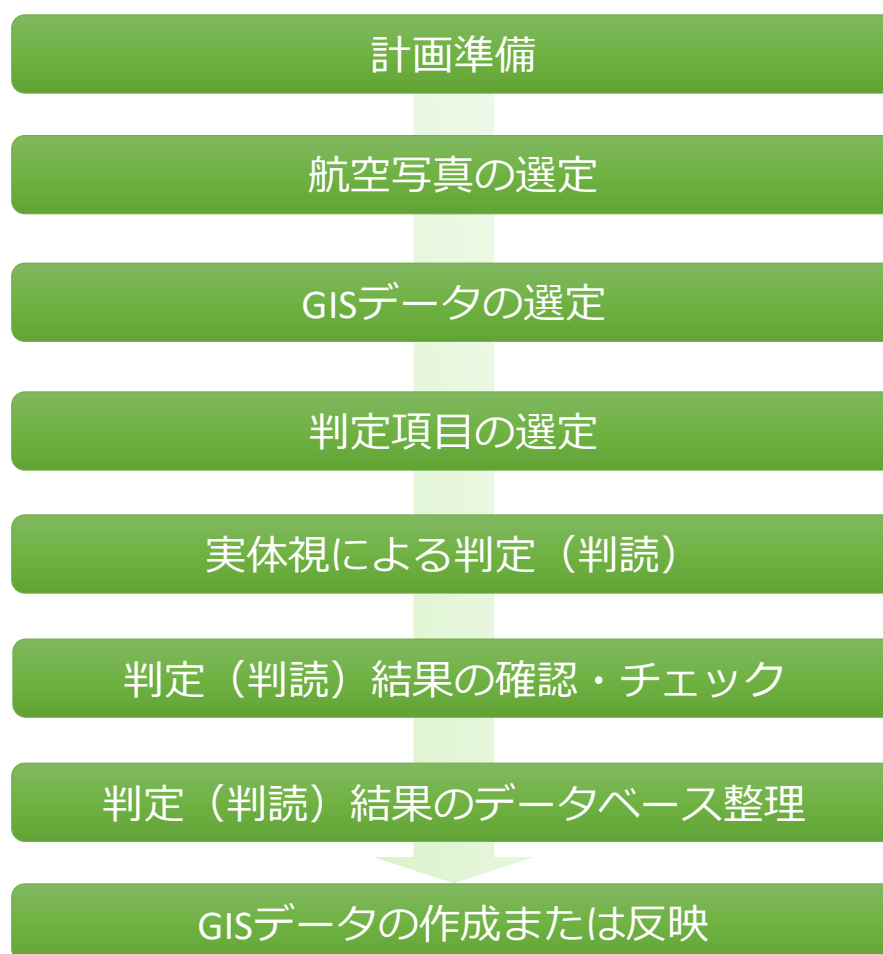 計画準備
航空写真の選定
GISデータの選定
判定項目の選定
実体視による判定（判読）
判定（判読）結果の確認・チェック
判定（判読）結果のデータベース整理
GISデータの作成または反映